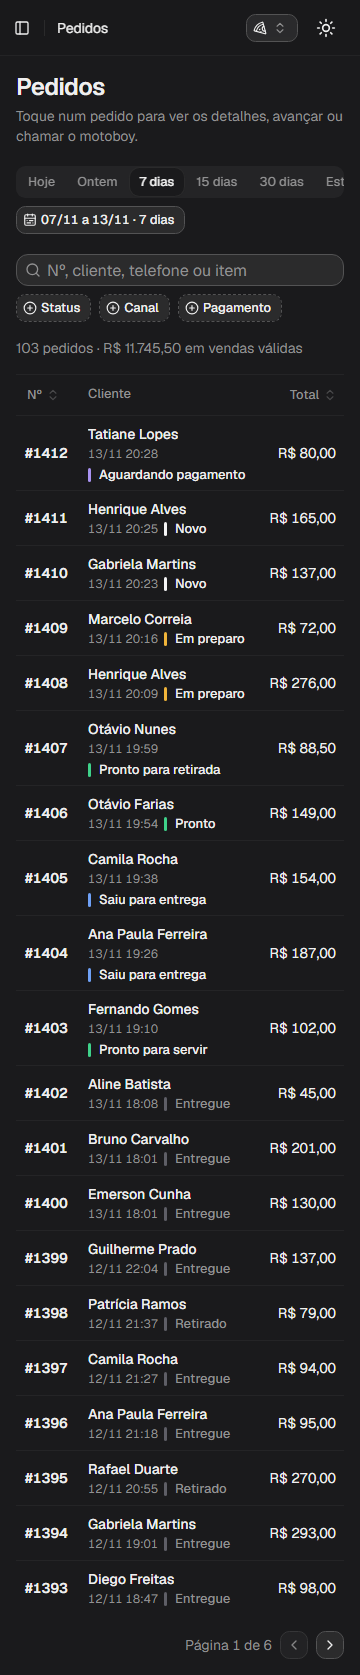 Pedidos
Pedidos
Toque num pedido para ver os detalhes, avançar ou
chamar o motoboy.
Hoje Ontem 7 dias 15 dias 30 dias Est
07/11 a 13/11 · 7 dias
Nº, cliente, telefone ou item
Status Canal Pagamento
103 pedidos · R$ 11.745,50 em vendas válidas
Nº Cliente Total
Tatiane Lopes
#1412 13/11 20:28 R$ 80,00
Aguardando pagamento
Henrique Alves
#1411 13/11 20:25 Novo R$ 165,00
Gabriela Martins
#1410 13/11 20:23 Novo R$ 137,00
Marcelo Correia
#1409 13/11 20:16 Em preparo R$ 72,00
Henrique Alves
#1408 13/11 20:09 Em preparo R$ 276,00
Otávio Nunes
#1407 13/11 19:59 R$ 88,50
Pronto para retirada
Otávio Farias
#1406 13/11 19:54 Pronto R$ 149,00
Camila Rocha
#1405 13/11 19:38 R$ 154,00
Saiu para entrega
Ana Paula Ferreira
#1404 13/11 19:26 R$ 187,00
Saiu para entrega
Fernando Gomes
#1403 13/11 19:10 R$ 102,00
Pronto para servir
Aline Batista
#1402 13/11 18:08 Entregue R$ 45,00
Bruno Carvalho
#1401 13/11 18:01 Entregue R$ 201,00
Emerson Cunha
#1400 13/11 18:01 Entregue R$ 130,00
Guilherme Prado
#1399 12/11 22:04 Entregue R$ 137,00
Patrícia Ramos
#1398 12/11 21:37 Retirado R$ 79,00
Camila Rocha
#1397 12/11 21:27 Entregue R$ 94,00
Ana Paula Ferreira
#1396 12/11 21:18 Entregue R$ 95,00
Rafael Duarte
#1395 12/11 20:55 Retirado R$ 270,00
Gabriela Martins
#1394 12/11 19:01 Entregue R$ 293,00
Diego Freitas
#1393 12/11 18:47 Entregue R$ 98,00
Página 1 de 6